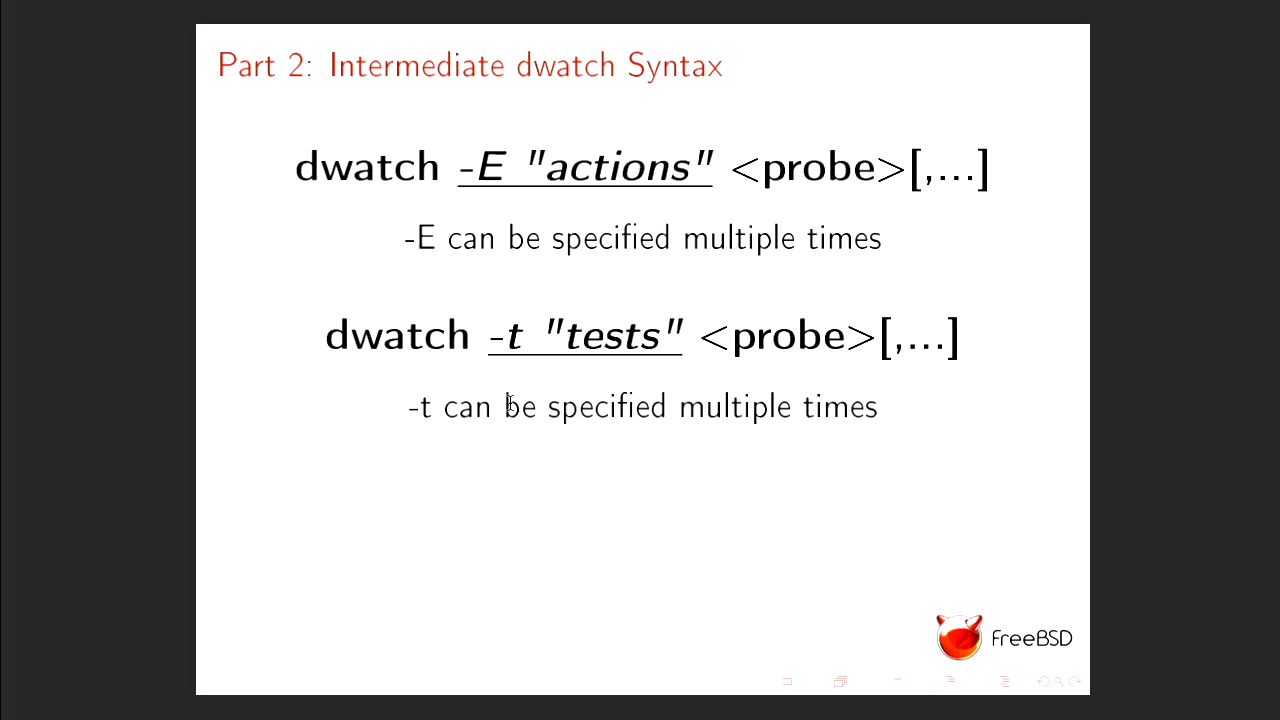 Part 2: Intermediate dwatch Syntax
dwatch -E "actions" <probe>[,...]
-E can be specified multiple times
dwatch -t "tests" <probe>[,...]
-t can be specified multiple times
FreeBSD